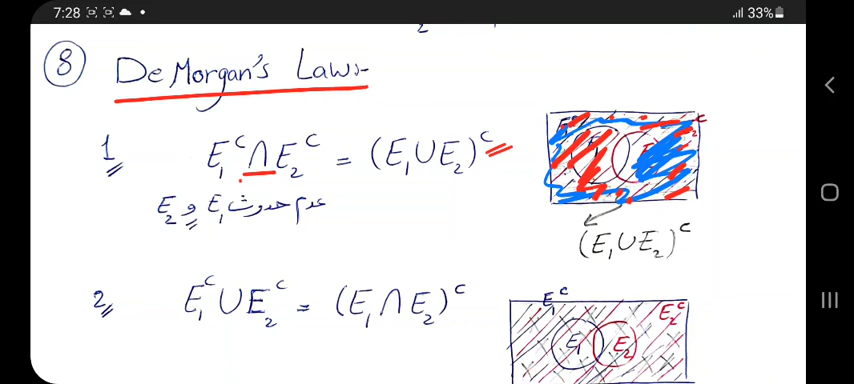 7:28 33%
2
⑧ De Morgan's Laws:-
1 E₁ᶜ ∩ E₂ᶜ = (E₁ ∪ E₂)ᶜ
عدم حدوث E₁ و E₂
(E₁ ∪ E₂)ᶜ
2 E₁ᶜ ∪ E₂ᶜ = (E₁ ∩ E₂)ᶜ
E₁ᶜ E₂ᶜ
E₁ E₂